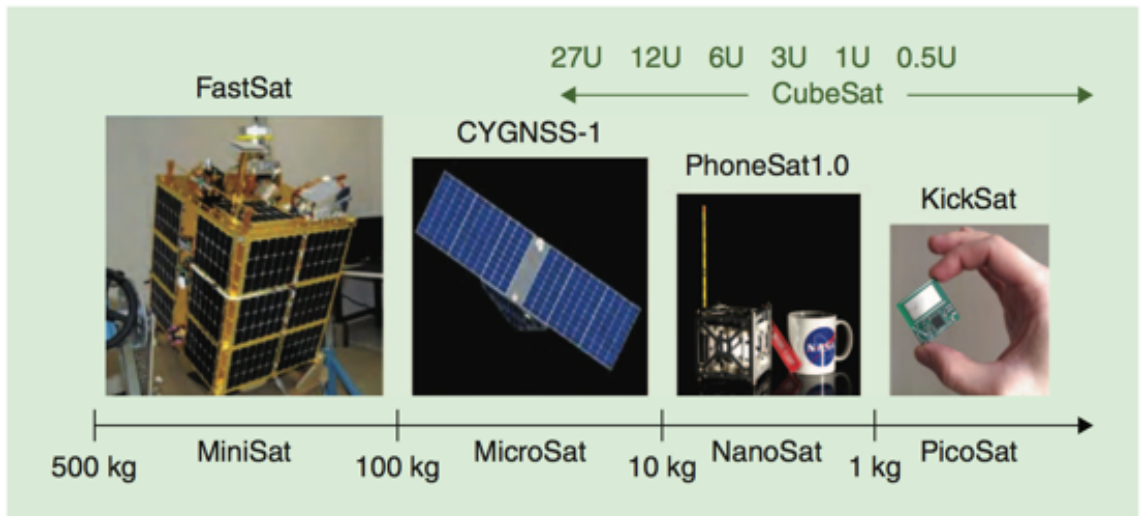 27U 12U 6U 3U 1U 0.5U
CubeSat
FastSat
CYGNSS-1
PhoneSat1.0
KickSat
NASA
MiniSat MicroSat NanoSat PicoSat
500 kg 100 kg 10 kg 1 kg